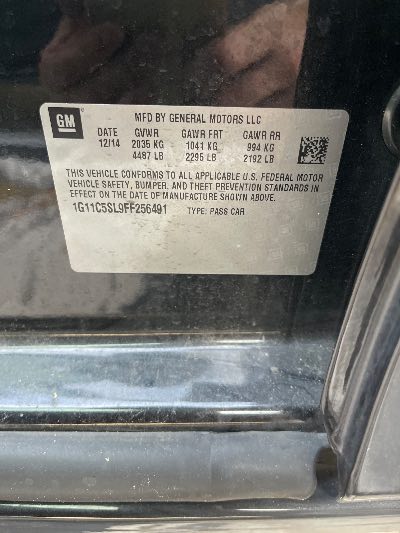 GM
MFD BY GENERAL MOTORS LLC
DATE GVWR GAWR FRT GAWR RR
12/14 2035 KG 1041 KG 994 KG
4487 LB 2295 LB 2192 LB
THIS VEHICLE CONFORMS TO ALL APPLICABLE U.S. FEDERAL MOTOR
VEHICLE SAFETY, BUMPER, AND THEFT PREVENTION STANDARDS IN
EFFECT ON THE DATE OF MANUFACTURE SHOWN ABOVE.
1G11C5SL9FF256491 TYPE: PASS CAR